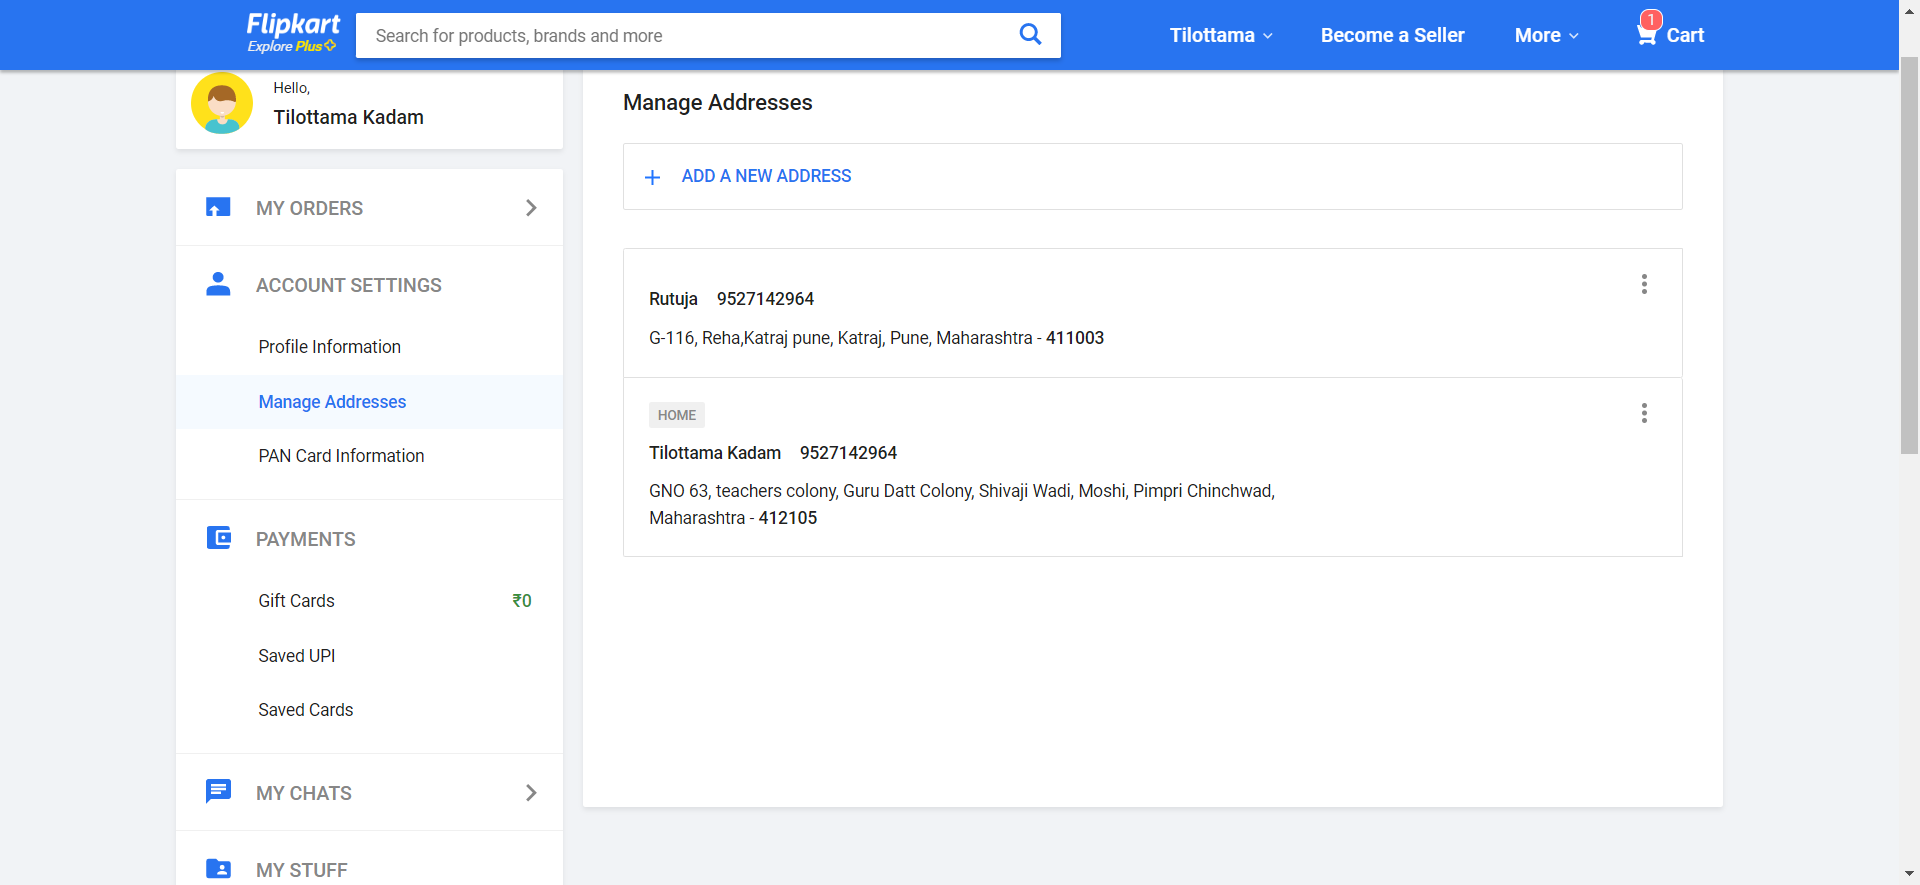 Flipkart
Explore Plus
Search for products, brands and more
Tilottama
Become a Seller
More
1
Cart
Hello,
Tilottama Kadam
MY ORDERS
ACCOUNT SETTINGS
Profile Information
Manage Addresses
PAN Card Information
PAYMENTS
Gift Cards ₹0
Saved UPI
Saved Cards
MY CHATS
MY STUFF
Manage Addresses
ADD A NEW ADDRESS
Rutuja 9527142964
G-116, Reha,Katraj pune, Katraj, Pune, Maharashtra - 411003
HOME
Tilottama Kadam 9527142964
GNO 63, teachers colony, Guru Datt Colony, Shivaji Wadi, Moshi, Pimpri Chinchwad,
Maharashtra - 412105